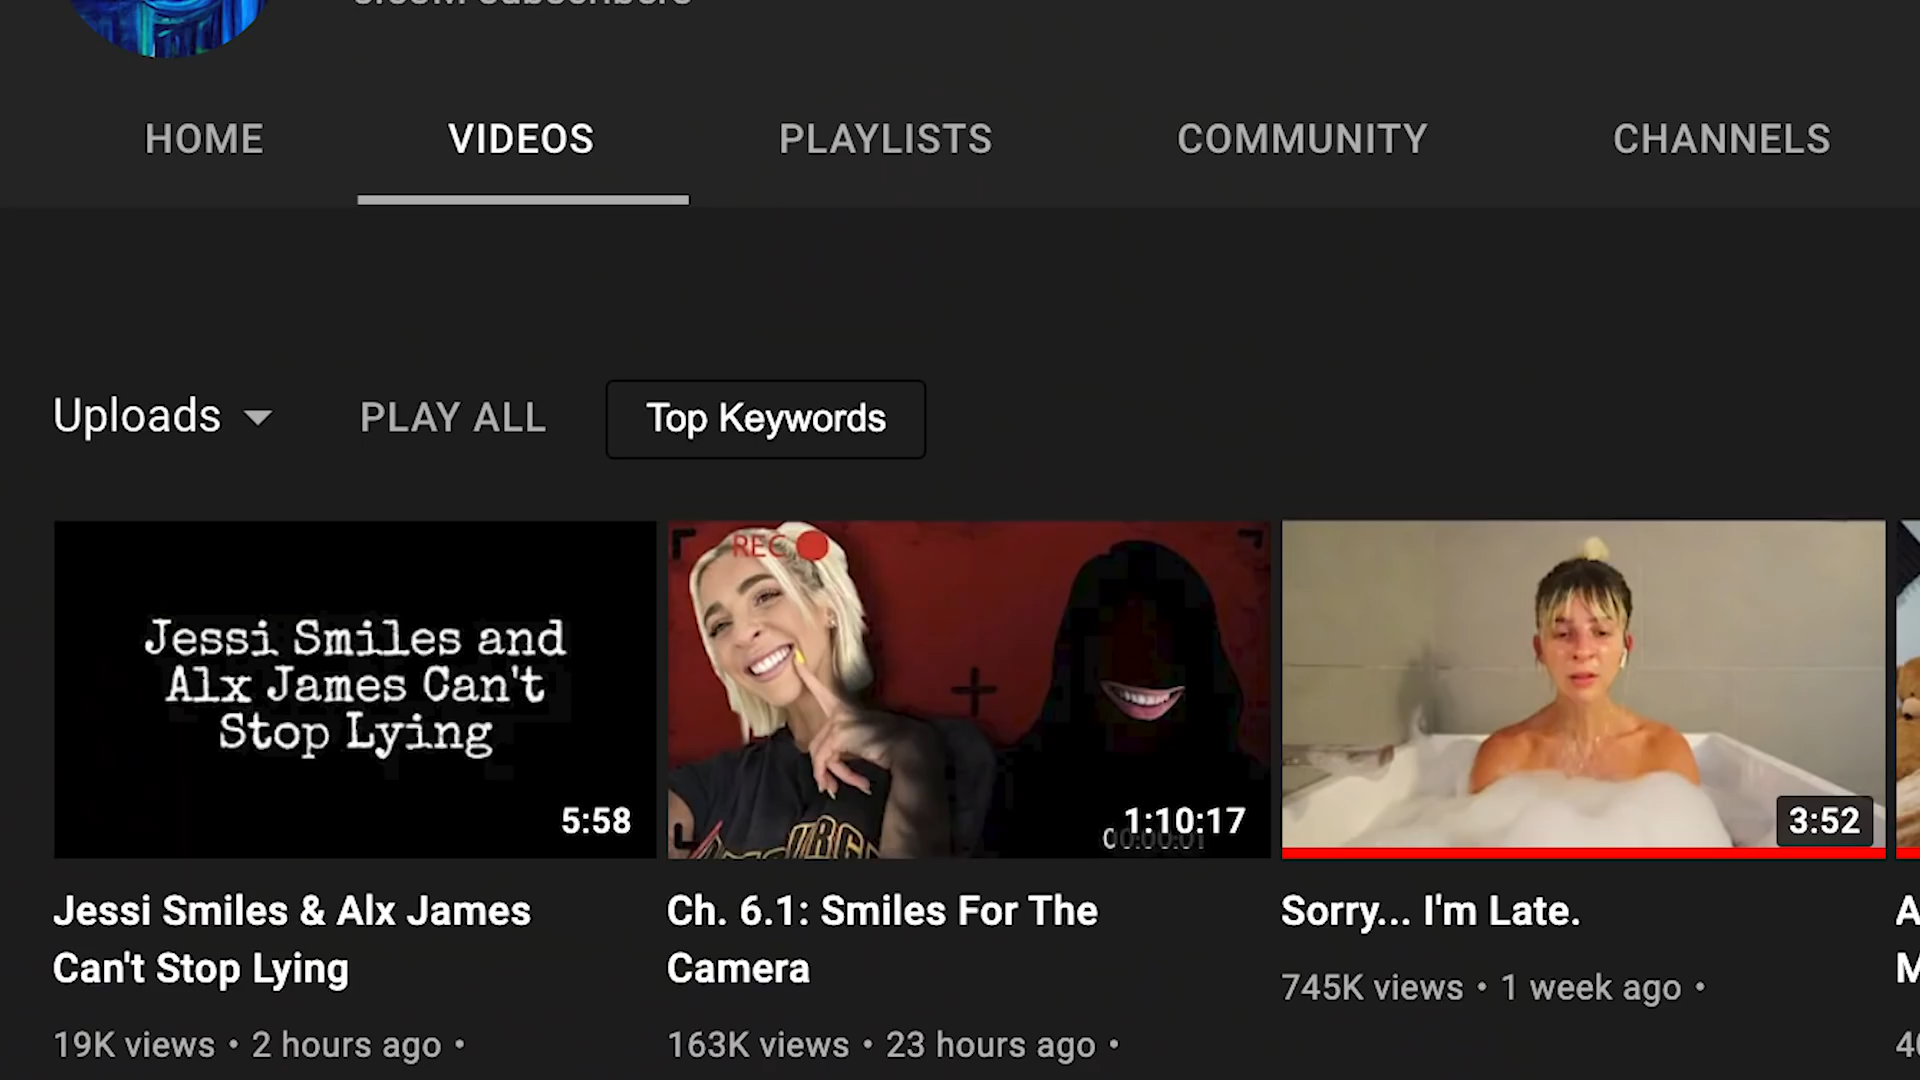 HOME VIDEOS PLAYLISTS COMMUNITY CHANNELS
Uploads PLAY ALL Top Keywords
Jessi Smiles and
Alx James Can't
Stop Lying
5:58
REC
1:10:17
3:52
Jessi Smiles & Alx James
Can't Stop Lying
19K views • 2 hours ago •
Ch. 6.1: Smiles For The
Camera
163K views • 23 hours ago •
Sorry... I'm Late.
745K views • 1 week ago •